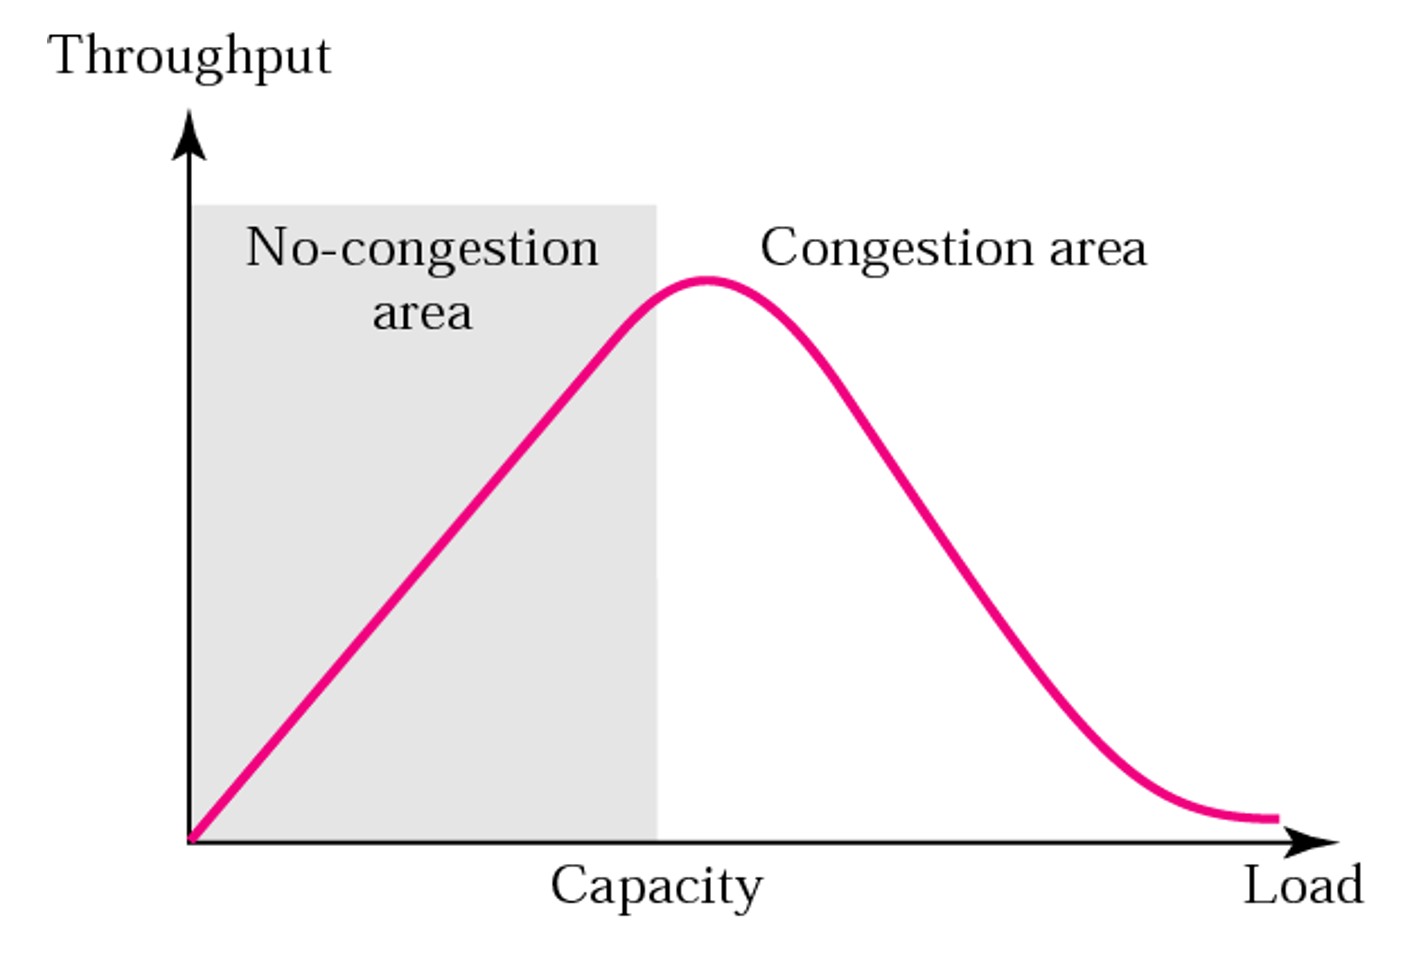 Throughput
No-congestion
area
Congestion area
Capacity
Load